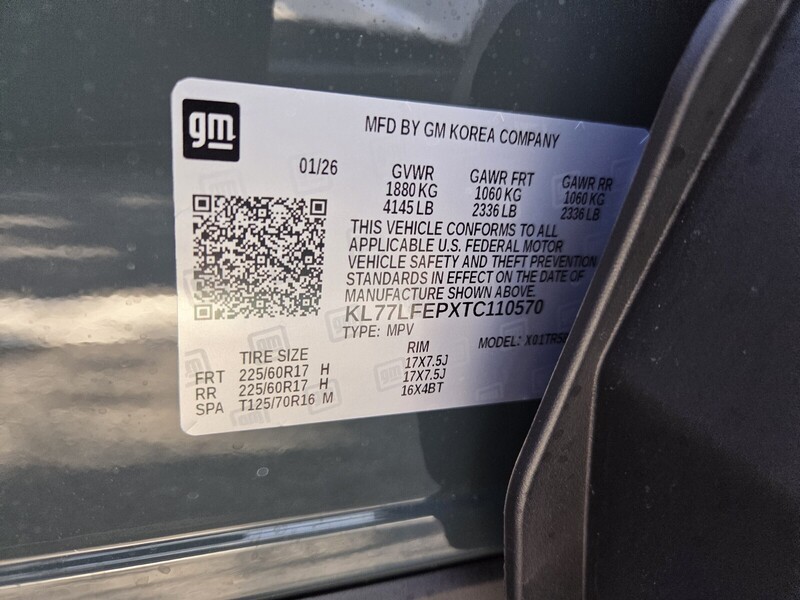 gm
MFD BY GM KOREA COMPANY
01/26 GVWR GAWR FRT GAWR RR
1880 KG 1060 KG 1060 KG
4145 LB 2336 LB 2336 LB
THIS VEHICLE CONFORMS TO ALL
APPLICABLE U.S. FEDERAL MOTOR
VEHICLE SAFETY AND THEFT PREVENTION
STANDARDS IN EFFECT ON THE DATE OF
MANUFACTURE SHOWN ABOVE.
KL77LFEPXTC110570
TYPE: MPV MODEL:
TIRE SIZE RIM
FRT 225/60R17 H 17X7.5J
RR 225/60R17 H 17X7.5J
SPA T125/70R16 M 16X4BT